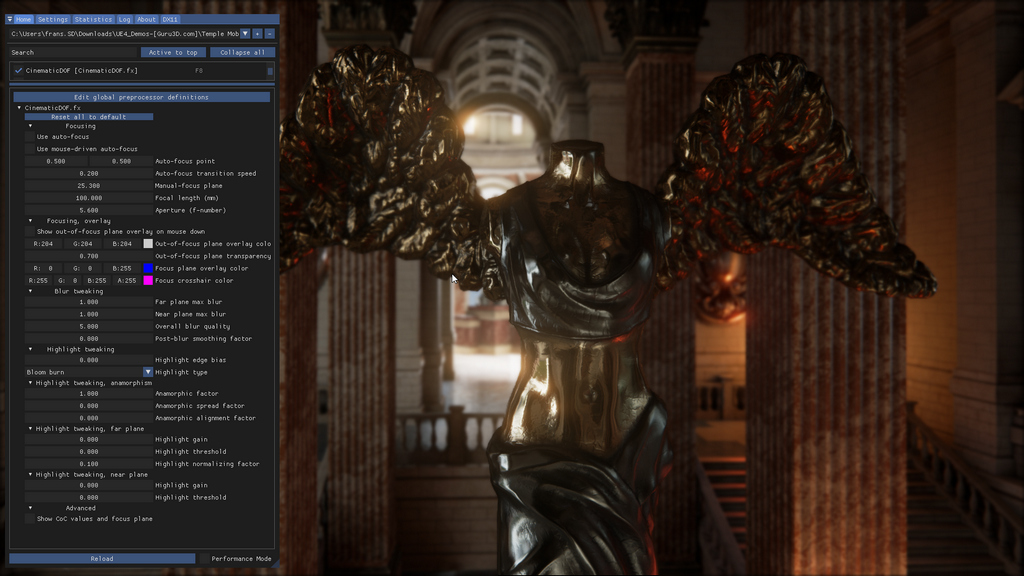 Home Settings Statistics Log About DX11
C:\Users\frans.SD\Downloads\UE4_Demos-[Guru3D.com]\Temple Mob + -
Search Active to top Collapse all
CinematicDOF [CinematicDOF.fx] F8
Edit global preprocessor definitions
CinematicDOF.fx
Reset all to default
Focusing
Use auto-focus
Use mouse-driven auto-focus
0.500 0.500 Auto-focus point
0.200 Auto-focus transition speed
25.300 Manual-focus plane
100.000 Focal length (mm)
5.600 Aperture (f-number)
Focusing, overlay
Show out-of-focus plane overlay on mouse down
R:204 G:204 B:204 Out-of-focus plane overlay colo
0.700 Out-of-focus plane transparency
R: 0 G: 0 B:255 Focus plane overlay color
R:255 G: 0 B:255 A:255 Focus crosshair color
Blur tweaking
1.000 Far plane max blur
1.000 Near plane max blur
5.000 Overall blur quality
0.000 Post-blur smoothing factor
Highlight tweaking
0.000 Highlight edge bias
Bloom burn Highlight type
Highlight tweaking, anamorphism
1.000 Anamorphic factor
0.000 Anamorphic spread factor
0.000 Anamorphic alignment factor
Highlight tweaking, far plane
0.000 Highlight gain
0.000 Highlight threshold
0.100 Highlight normalizing factor
Highlight tweaking, near plane
0.000 Highlight gain
0.000 Highlight threshold
Advanced
Show CoC values and focus plane
Reload Performance Mode